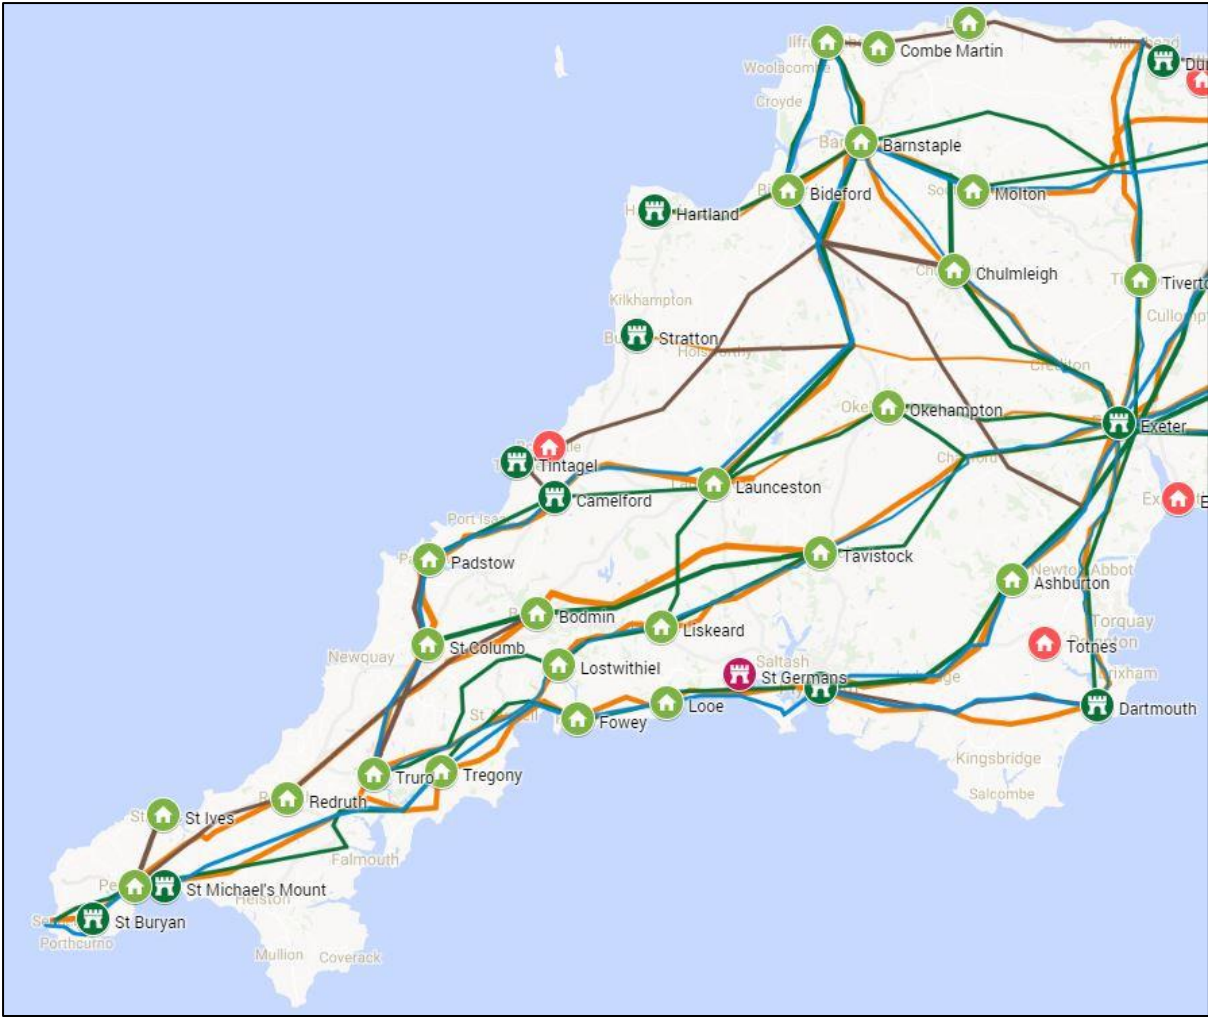 Combe Martin
Woolacombe
Croyde
Barnstaple
Bideford
Molton
Hartland
Chulmleigh
Kilkhampton
Stratton
Holsworthy
Crediton
Okehampton
Exeter
Tintagel
Launceston
Camelford
Port Isaac
Padstow
Tavistock
Ashburton
Newton Abbot
Bodmin
Liskeard
Torquay
St Columb
Newquay
Totnes
Lostwithiel
Saltash
St Germans
Looe
Fowey
Dartmouth
Kingsbridge
Truro
Tregony
Salcombe
Redruth
St Ives
Falmouth
St Michael's Mount
Helston
St Buryan
Porthcurno
Mullion
Coverack